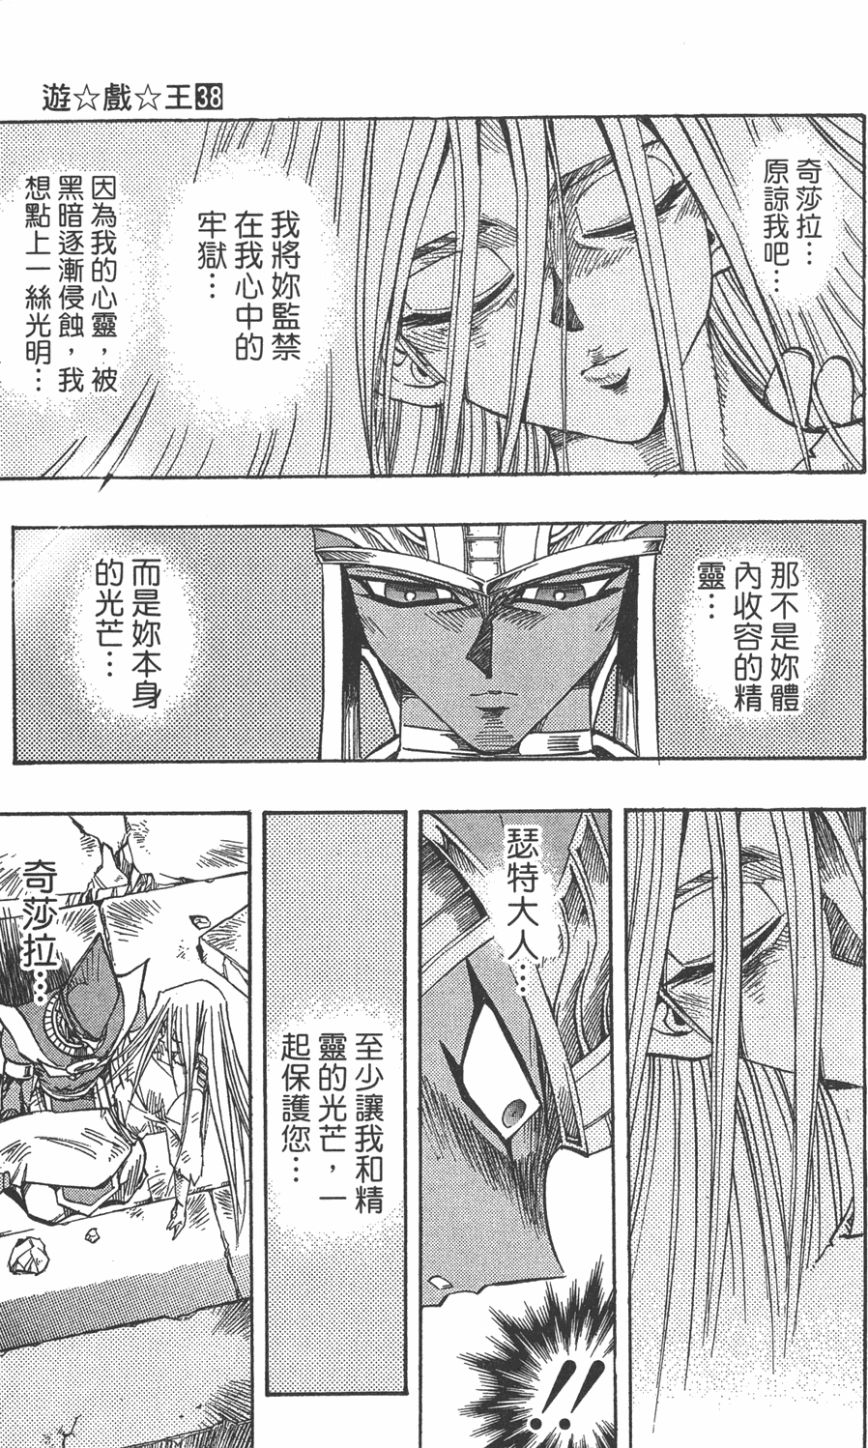 遊☆戲☆王38
奇莎拉…
原諒我吧…
我將妳監禁
在我心中的
牢獄…
因為我的心靈，被
黑暗逐漸侵蝕，我
想點上一絲光明…
那不是妳體
內收容的精
靈…
而是妳本身
的光芒…
瑟特大人…
!!
至少讓我和精
靈的光芒，一
起保護您…
奇莎拉…